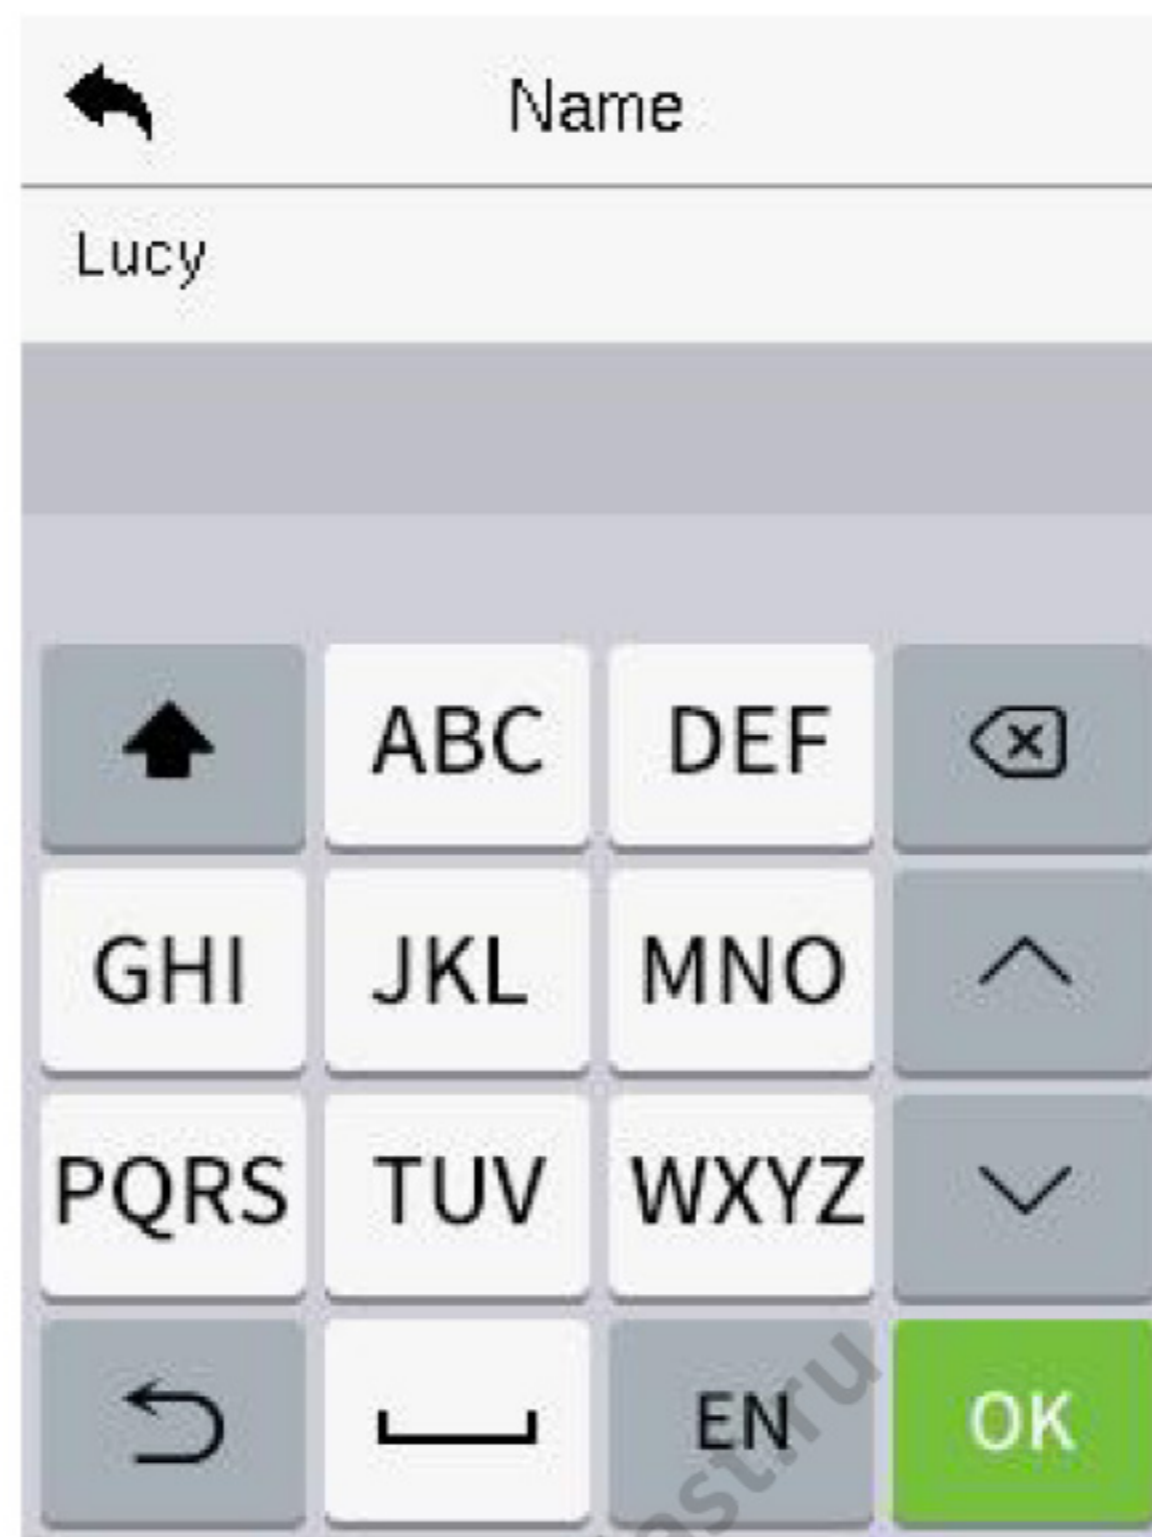 Name
Lucy
ABC DEF
GHI JKL MNO
PQRS TUV WXYZ
EN OK